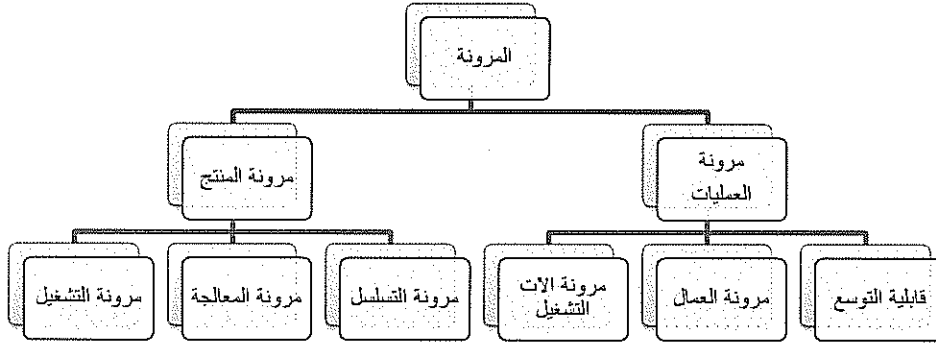 المرونة
مرونة
العمليات
مرونة المنتج
قابلية التوسع
مرونة العمال
مرونة الات
التشغيل
مرونة التسلسل
مرونة المعالجة
مرونة التشغيل